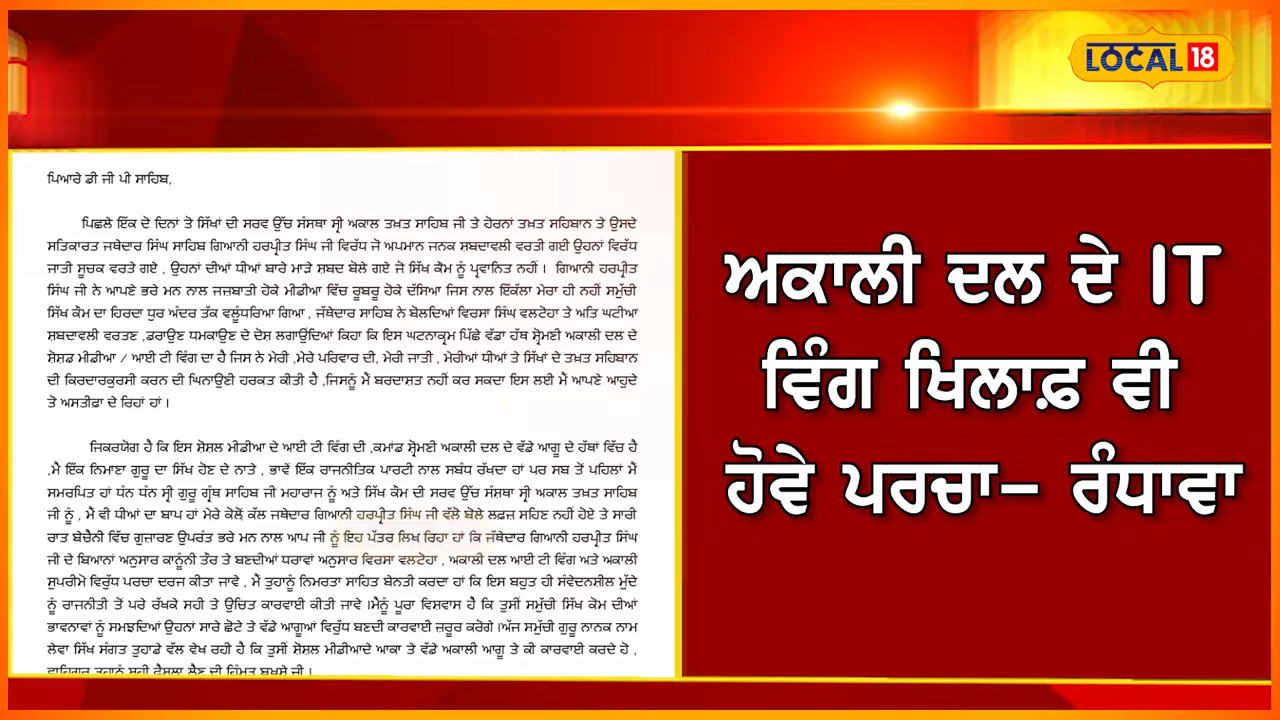 LOCAL 18
ਪਿਆਰੇ ਡੀ ਜੀ ਪੀ ਸਾਹਿਬ,
ਪਿਛਲੇ ਇੱਕ ਦੋ ਦਿਨਾਂ ਤੋ ਸਿੱਖਾਂ ਦੀ ਸਰਵ ਉੱਚ ਸੰਸਥਾ ਸ੍ਰੀ ਅਕਾਲ ਤਖ਼ਤ ਸਾਹਿਬ ਜੀ ਤੇ ਹੋਰਨਾਂ ਤਖ਼ਤ ਸਹਿਬਾਨ ਤੇ ਉਸਦੇ
ਸਤਿਕਾਰਤ ਜਥੇਦਾਰ ਸਿੰਘ ਸਾਹਿਬ ਗਿਆਨੀ ਹਰਪ੍ਰੀਤ ਸਿੰਘ ਜੀ ਵਿਰੁੱਧ ਜੋ ਅਪਮਾਨ ਜਨਕ ਸ਼ਬਦਾਵਲੀ ਵਰਤੀ ਗਈ ਉਹਨਾਂ ਵਿਰੁੱਧ
ਜਾਤੀ ਸੂਚਕ ਵਰਤੇ ਗਏ , ਉਹਨਾਂ ਦੀਆਂ ਧੀਆਂ ਬਾਰੇ ਮਾੜੇ ਸ਼ਬਦ ਬੋਲੇ ਗਏ ਜੋ ਸਿੱਖ ਕੌਮ ਨੂੰ ਪ੍ਰਵਾਨਿਤ ਨਹੀਂ । ਗਿਆਨੀ ਹਰਪ੍ਰੀਤ
ਸਿੰਘ ਜੀ ਨੇ ਆਪਣੇ ਭਰੇ ਮਨ ਨਾਲ ਜਜ਼ਬਾਤੀ ਹੋਕੇ ਮੀਡੀਆ ਵਿੱਚ ਰੂਬਰੂ ਹੋਕੇ ਦੱਸਿਆ ਜਿਸ ਨਾਲ ਇੱਕੱਲਾ ਮੇਰਾ ਹੀ ਨਹੀਂ ਸਮੁੱਚੀ
ਸਿੱਖ ਕੌਮ ਦਾ ਹਿਰਦਾ ਧੁਰ ਅੰਦਰ ਤੱਕ ਵਲੂੰਧਰਿਆ ਗਿਆ , ਜੱਥੇਦਾਰ ਸਾਹਿਬ ਨੇ ਬੋਲਦਿਆਂ ਵਿਰਸਾ ਸਿੰਘ ਵਲਟੋਹਾ ਤੇ ਅਤਿ ਘਟੀਆ
ਸ਼ਬਦਾਵਲੀ ਵਰਤਣ ,ਡਰਾਉਣ ਧਮਕਾਉਣ ਦੇ ਦੋਸ਼ ਲਗਾਉਂਦਿਆਂ ਕਿਹਾ ਕਿ ਇਸ ਘਟਨਾਕ੍ਰਮ ਪਿੱਛੇ ਵੱਡਾ ਹੱਥ ਸ਼੍ਰੋਮਣੀ ਅਕਾਲੀ ਦਲ ਦੇ
ਸ਼ੋਸ਼ਡ ਮੀਡੀਆ / ਆਈ ਟੀ ਵਿੰਗ ਦਾ ਹੈ ਜਿਸ ਨੇ ਮੇਰੀ ,ਮੇਰੇ ਪਰਿਵਾਰ ਦੀ, ਮੇਰੀ ਜਾਤੀ , ਮੇਰੀਆਂ ਧੀਆਂ ਤੇ ਸਿੱਖਾਂ ਦੇ ਤਖ਼ਤ ਸਹਿਬਾਨ
ਦੀ ਕਿਰਦਾਰਕੁਰਸੀ ਕਰਨ ਦੀ ਘਿਨਾਉਣੀ ਹਰਕਤ ਕੀਤੀ ਹੈ ,ਜਿਸਨੂੰ ਮੈਂ ਬਰਦਾਸ਼ਤ ਨਹੀਂ ਕਰ ਸਕਦਾ ਇਸ ਲਈ ਮੈਂ ਆਪਣੇ ਆਹੁਦੇ
ਤੋ ਅਸਤੀਫ਼ਾ ਦੇ ਰਿਹਾਂ ਹਾਂ ।
ਜਿਕਰਯੋਗ ਹੈ ਕਿ ਇਸ ਸ਼ੋਸ਼ਲ ਮੀਡੀਆ ਦੇ ਆਈ ਟੀ ਵਿੰਗ ਦੀ ,ਕਮਾਂਡ ਸ਼੍ਰੋਮਣੀ ਅਕਾਲੀ ਦਲ ਦੇ ਵੱਡੇ ਆਗੂ ਦੇ ਹੱਥਾਂ ਵਿੱਚ ਹੈ
,ਮੈ ਇੱਕ ਨਿਮਾਣਾ ਗੁਰੂ ਦਾ ਸਿੱਖ ਹੋਣ ਦੇ ਨਾਤੇ , ਭਾਵੇਂ ਇੱਕ ਰਾਜਨੀਤਿਕ ਪਾਰਟੀ ਨਾਲ ਸਬੰਧ ਰੱਖਦਾ ਹਾਂ ਪਰ ਸਬ ਤੋਂ ਪਹਿਲਾਂ ਮੈਂ
ਸਮਰਪਿਤ ਹਾਂ ਧੰਨ ਧੰਨ ਸ੍ਰੀ ਗੁਰੂ ਗ੍ਰੰਥ ਸਾਹਿਬ ਜੀ ਮਹਾਰਾਜ ਨੂੰ ਅਤੇ ਸਿੱਖ ਕੌਮ ਦੀ ਸਰਵ ਉੱਚ ਸੰਸਥਾ ਸ੍ਰੀ ਅਕਾਲ ਤਖ਼ਤ ਸਾਹਿਬ
ਜੀ ਨੂੰ , ਮੈਂ ਵੀ ਧੀਆਂ ਦਾ ਬਾਪ ਹਾਂ ਮੇਰੇ ਕੋਲੋਂ ਕੱਲ ਜਥੇਦਾਰ ਗਿਆਨੀ ਹਰਪ੍ਰੀਤ ਸਿੰਘ ਜੀ ਵੱਲੋ ਬੋਲੇ ਲਫ਼ਜ਼ ਸਹਿਣ ਨਹੀਂ ਹੋਏ ਤੇ ਸਾਰੀ
ਰਾਤ ਬੇਚੈਨੀ ਵਿੱਚ ਗੁਜ਼ਾਰਣ ਉਪਰੰਤ ਭਰੇ ਮਨ ਨਾਲ ਆਪ ਜੀ ਨੂੰ ਇਹ ਪੱਤਰ ਲਿਖ ਰਿਹਾ ਹਾਂ ਕਿ ਜੱਥੇਦਾਰ ਗਿਆਨੀ ਹਰਪ੍ਰੀਤ ਸਿੰਘ
ਜੀ ਦੇ ਬਿਆਨਾਂ ਅਨੁਸਾਰ ਕਾਨੂੰਨੀ ਤੌਰ ਤੇ ਬਣਦੀਆਂ ਧਰਾਵਾਂ ਅਨੁਸਾਰ ਵਿਰਸਾ ਵਲਟੋਹਾ , ਅਕਾਲੀ ਦਲ ਆਈ ਟੀ ਵਿੰਗ ਅਤੇ ਅਕਾਲੀ
ਸੁਪਰੀਮੋ ਵਿਰੁੱਧ ਪਰਚਾ ਦਰਜ ਕੀਤਾ ਜਾਵੇ , ਮੈਂ ਤੁਹਾਨੂੰ ਨਿਮਰਤਾ ਸਾਹਿਤ ਬੇਨਤੀ ਕਰਦਾ ਹਾਂ ਕਿ ਇਸ ਬਹੁਤ ਹੀ ਸੰਵੇਦਨਸ਼ੀਲ ਮੁੱਦੇ
ਨੂੰ ਰਾਜਨੀਤੀ ਤੋਂ ਪਰੇ ਰੱਖਕੇ ਸਹੀ ਤੇ ਉਚਿਤ ਕਾਰਵਾਈ ਕੀਤੀ ਜਾਵੇ ।ਮੈਨੂੰ ਪੂਰਾ ਵਿਸ਼ਵਾਸ ਹੈ ਕਿ ਤੁਸੀਂ ਸਮੁੱਚੀ ਸਿੱਖ ਕੌਮ ਦੀਆਂ
ਭਾਵਨਾਵਾਂ ਨੂੰ ਸਮਝਦਿਆਂ ਉਹਨਾਂ ਸਾਰੇ ਛੋਟੇ ਤੇ ਵੱਡੇ ਆਗੂਆਂ ਵਿਰੁੱਧ ਬਣਦੀ ਕਾਰਵਾਈ ਜ਼ਰੂਰ ਕਰੋਗੇ ।ਅੱਜ ਸਮੁੱਚੀ ਗੁਰੂ ਨਾਨਕ ਨਾਮ
ਲੇਵਾ ਸਿੱਖ ਸੰਗਤ ਤੁਹਾਡੇ ਵੱਲ ਵੇਖ ਰਹੀ ਹੈ ਕਿ ਤੁਸੀਂ ਸ਼ੋਸ਼ਲ ਮੀਡੀਆਦੇ ਆਕਾ ਤੇ ਵੱਡੇ ਅਕਾਲੀ ਆਗੂ ਤੇ ਕੀ ਕਾਰਵਾਈ ਕਰਦੇ ਹੋ ,
ਵਾਹਿਗੁਰੂ ਤੁਹਾਨੂੰ ਸਹੀ ਫੈਸਲਾ ਲੈਣ ਦੀ ਹਿੰਮਤ ਬਖਸ਼ੇ ਜੀ ।
ਅਕਾਲੀ ਦਲ ਦੇ IT
ਵਿੰਗ ਖਿਲਾਫ਼ ਵੀ
ਹੋਵੇ ਪਰਚਾ– ਰੰਧਾਵਾ